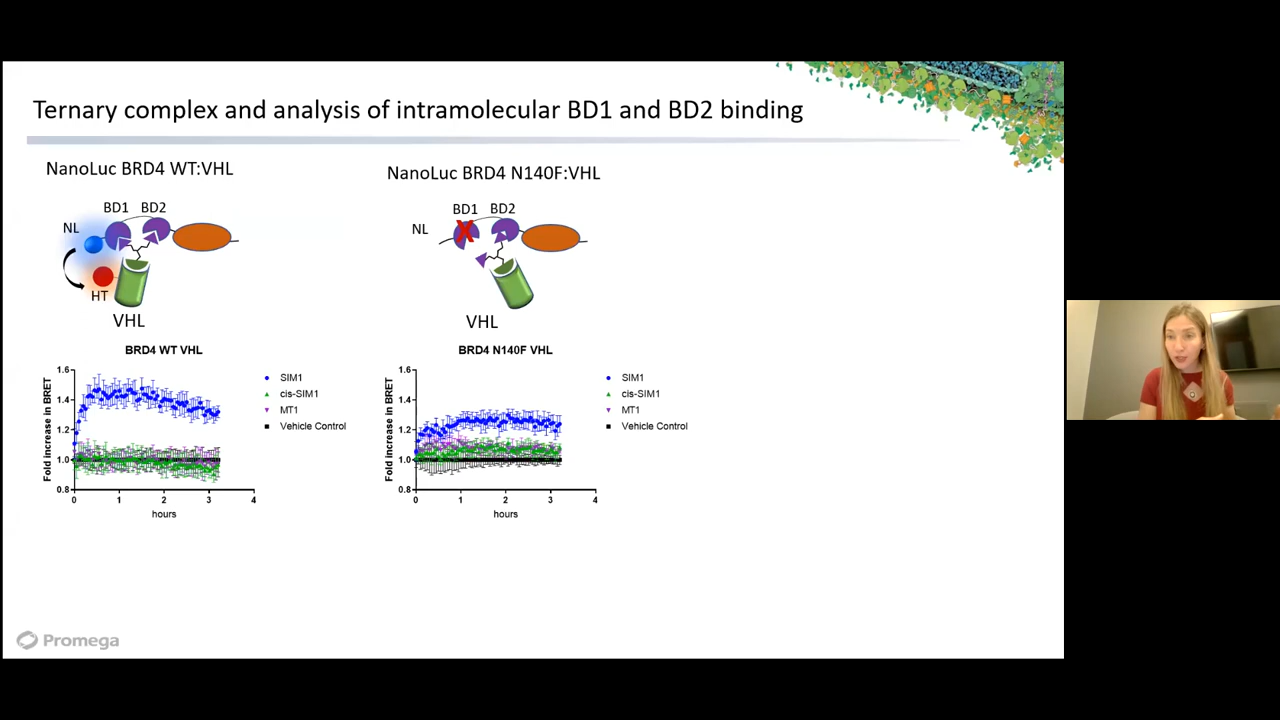 Ternary complex and analysis of intramolecular BD1 and BD2 binding
NanoLuc BRD4 WT:VHL
BD1 BD2
NL
HT
VHL
BRD4 WT VHL
Fold increase in BRET
1.6
1.4
1.2
1.0
0.8
0 1 2 3 4
hours
SIM1
cis-SIM1
MT1
Vehicle Control
NanoLuc BRD4 N140F:VHL
BD1 BD2
NL
VHL
BRD4 N140F VHL
Fold increase in BRET
1.6
1.4
1.2
1.0
0.8
0 1 2 3 4
hours
SIM1
cis-SIM1
MT1
Vehicle Control
Promega